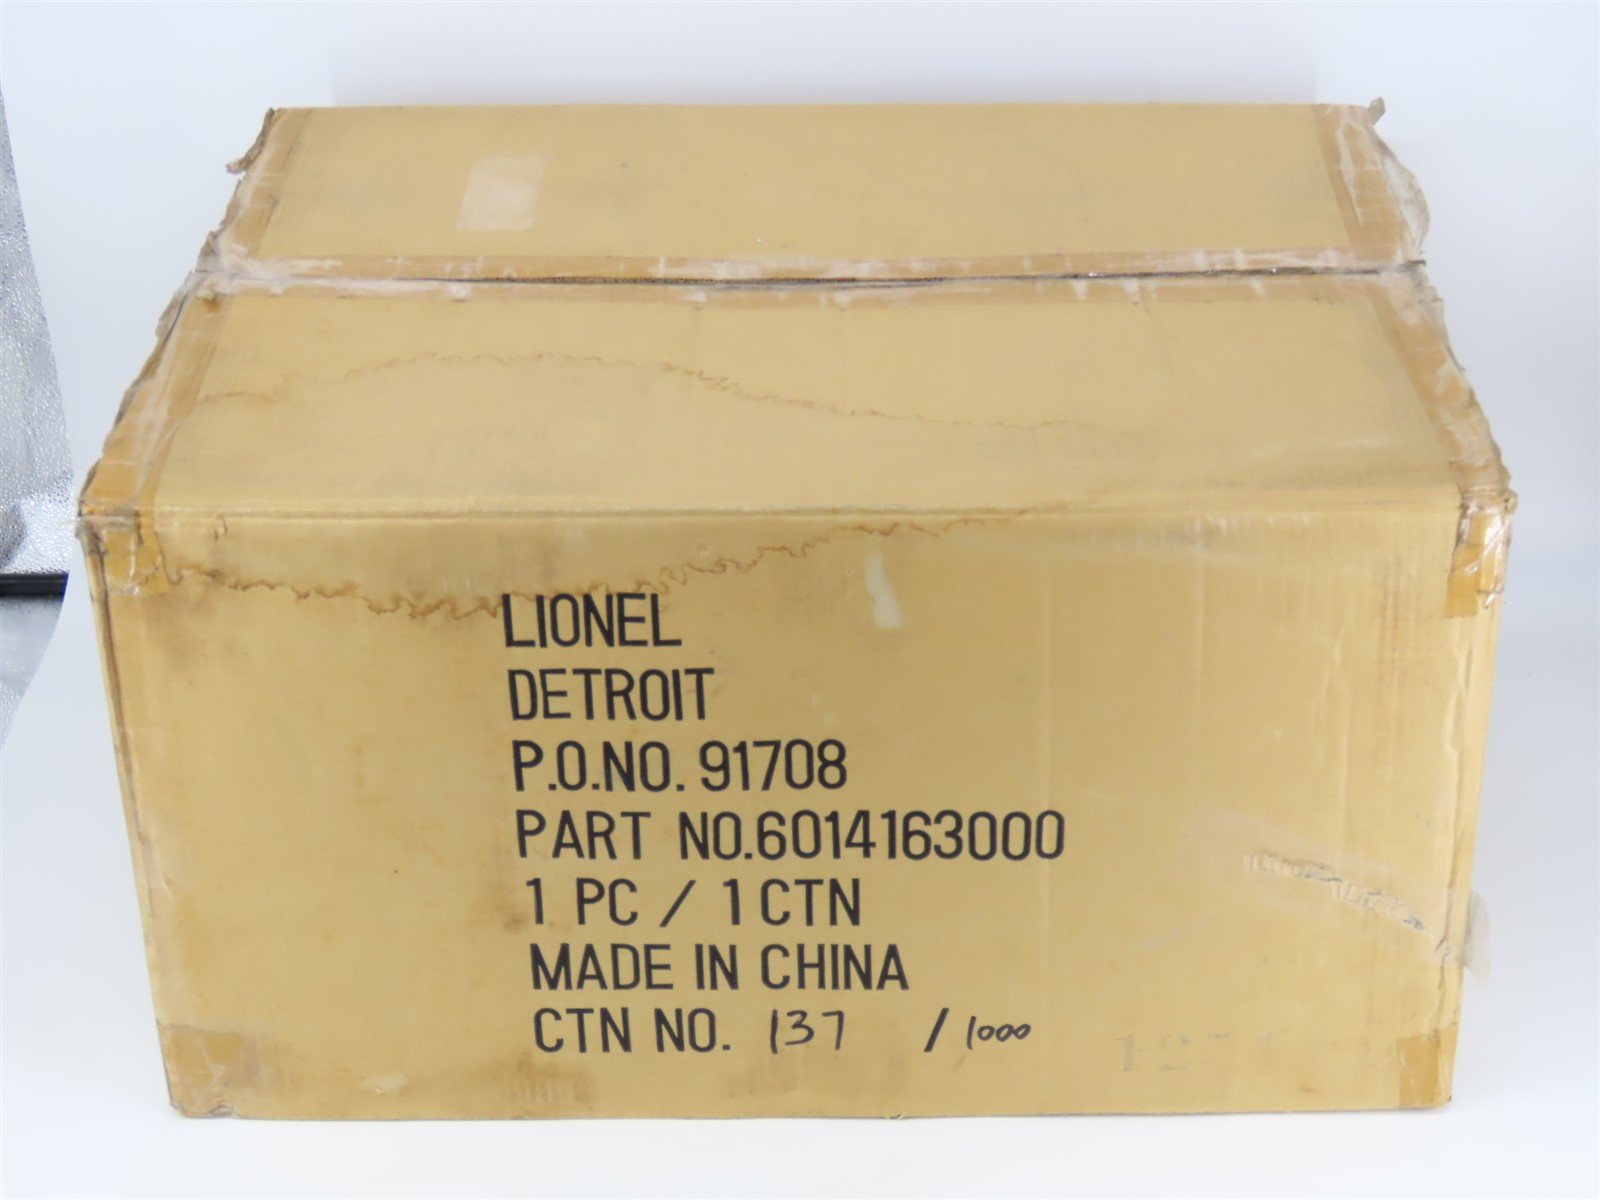 LIONEL
DETROIT
P.O.NO. 91708
PART NO.6014163000
1 PC / 1 CTN
MADE IN CHINA
CTN NO. 137 / 1000